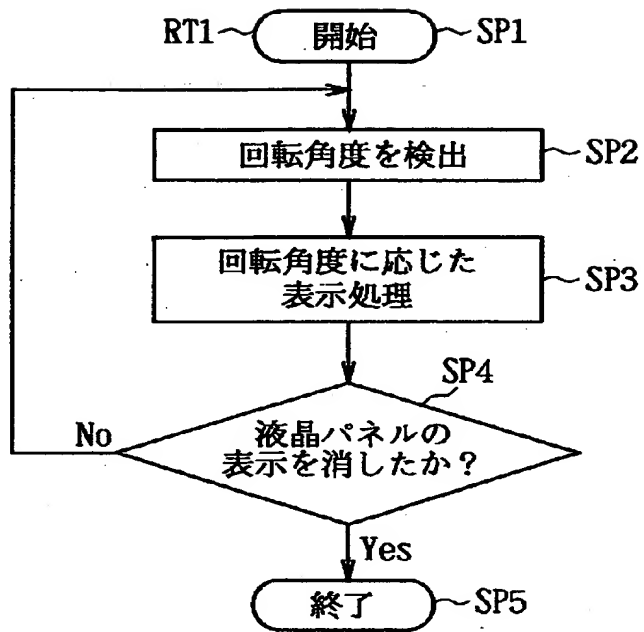 RT1 開始 SP1
回転角度を検出 SP2
回転角度に応じた
表示処理 SP3
SP4
No 液晶パネルの
表示を消したか?
Yes
終了 SP5